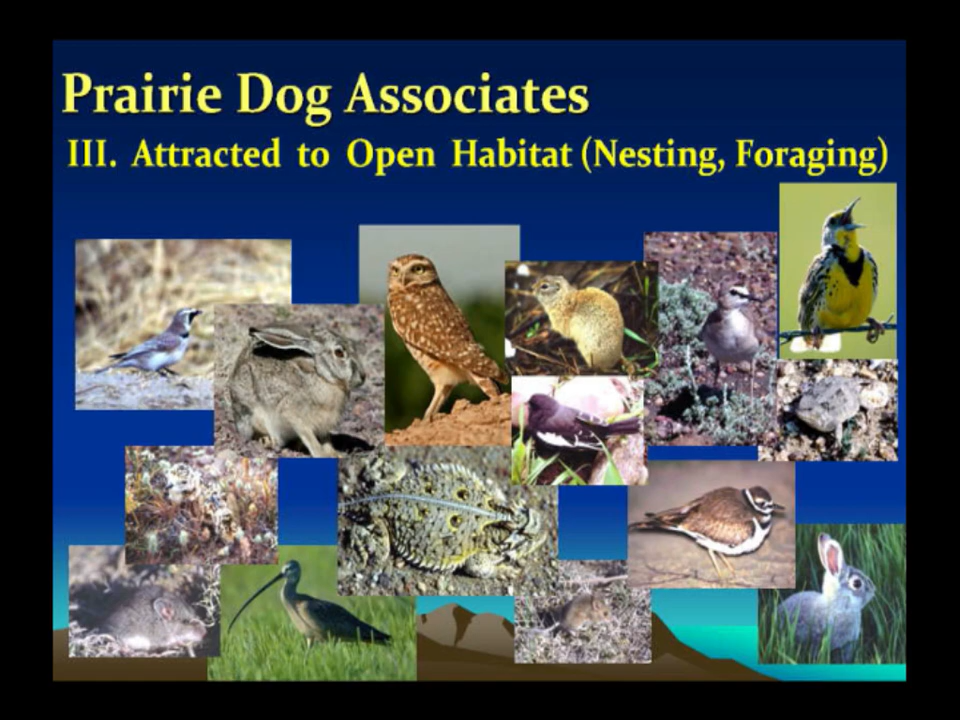 Prairie Dog Associates
III. Attracted to Open Habitat (Nesting, Foraging)